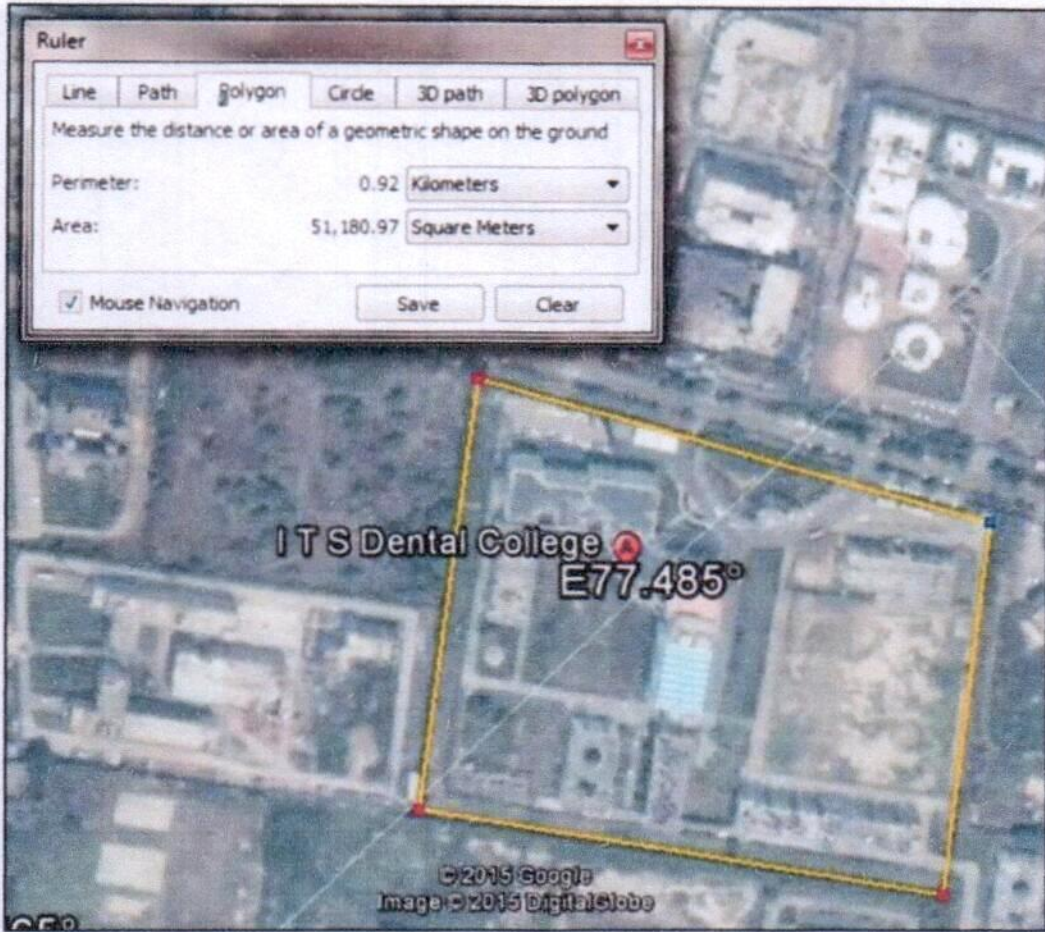 Ruler
Line Path Polygon Circle 3D path 3D polygon
Measure the distance or area of a geometric shape on the ground
Perimeter: 0.92 Kilometers
Area: 51,180.97 Square Meters
Mouse Navigation Save Clear
I T S Dental College A
E77.485°
© 2015 Google
Image © 2015 DigitalGlobe